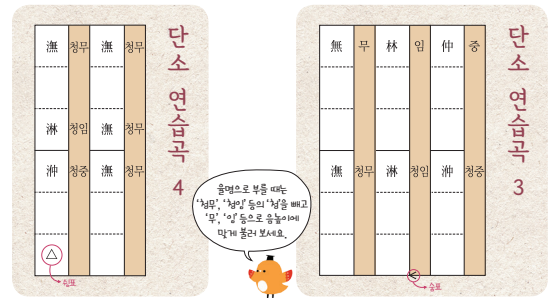 단소 연습곡 4
潕 청무 潕 청무
淋 청임 潕 청무
㳞 청중 潕 청무
△
쉼표
율명으로 부를 때는
‘청무’, ‘청임’ 등의 ‘청’을 빼고
‘무’, ‘임’ 등으로 음높이에
맞게 불러 보세요.
단소 연습곡 3
無 무 林 임 仲 중
潕 청무 淋 청임 㳞 청중
<
숨표